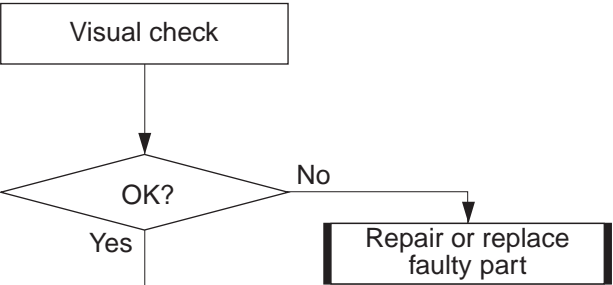 Visual check
OK?
No
Yes
Repair or replace
faulty part